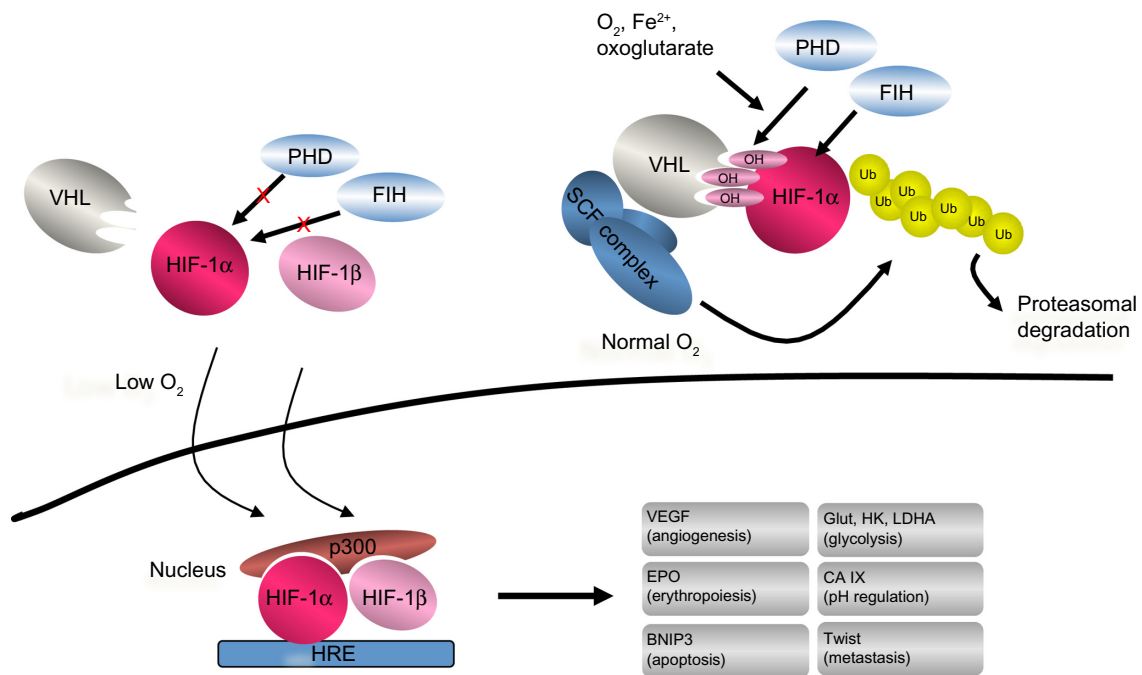 O2, Fe2+,
oxoglutarate
PHD
FIH
VHL
OH
OH
OH
HIF-1α
SCF complex
Ub
Ub
Ub
Ub
Ub
Ub
Ub
Proteasomal
degradation
Normal O2
PHD
X
FIH
X
VHL
HIF-1α
HIF-1β
Low O2
Nucleus
p300
HIF-1α
HIF-1β
HRE
VEGF
(angiogenesis)
Glut, HK, LDHA
(glycolysis)
EPO
(erythropoiesis)
CA IX
(pH regulation)
BNIP3
(apoptosis)
Twist
(metastasis)